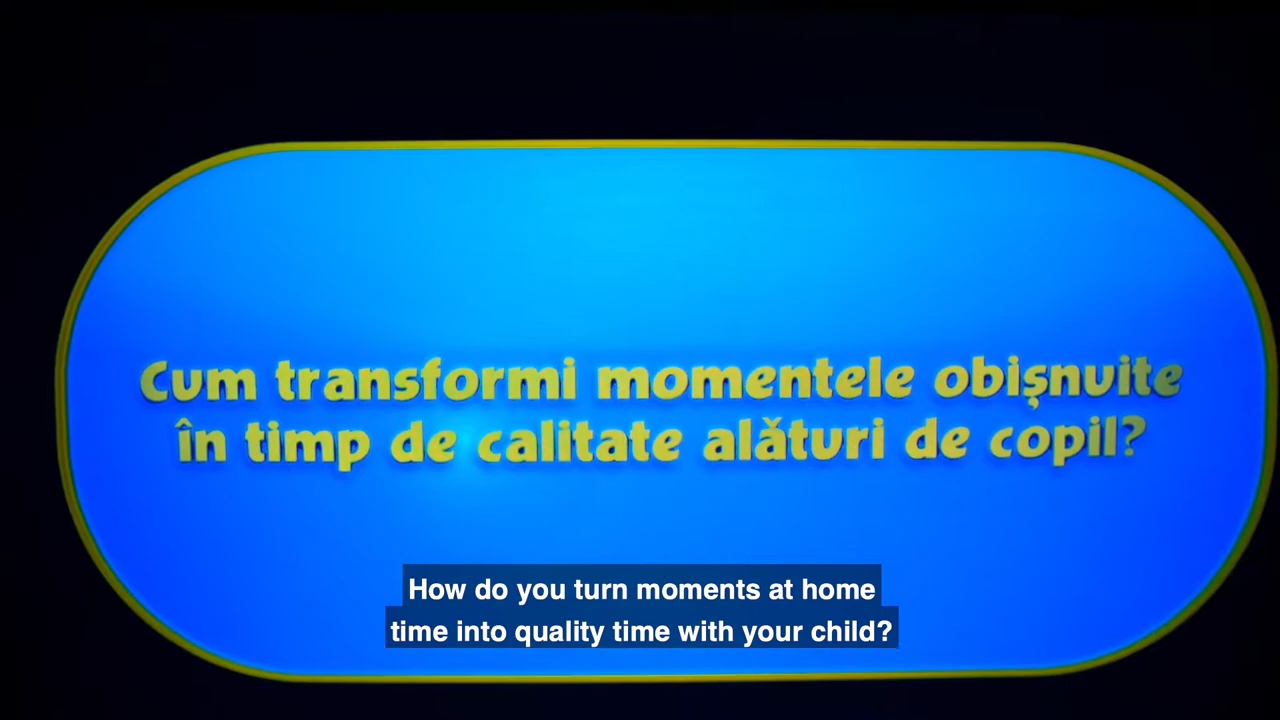 Cum transformi momentele obișnuite
în timp de calitate alături de copil?
How do you turn moments at home
time into quality time with your child?